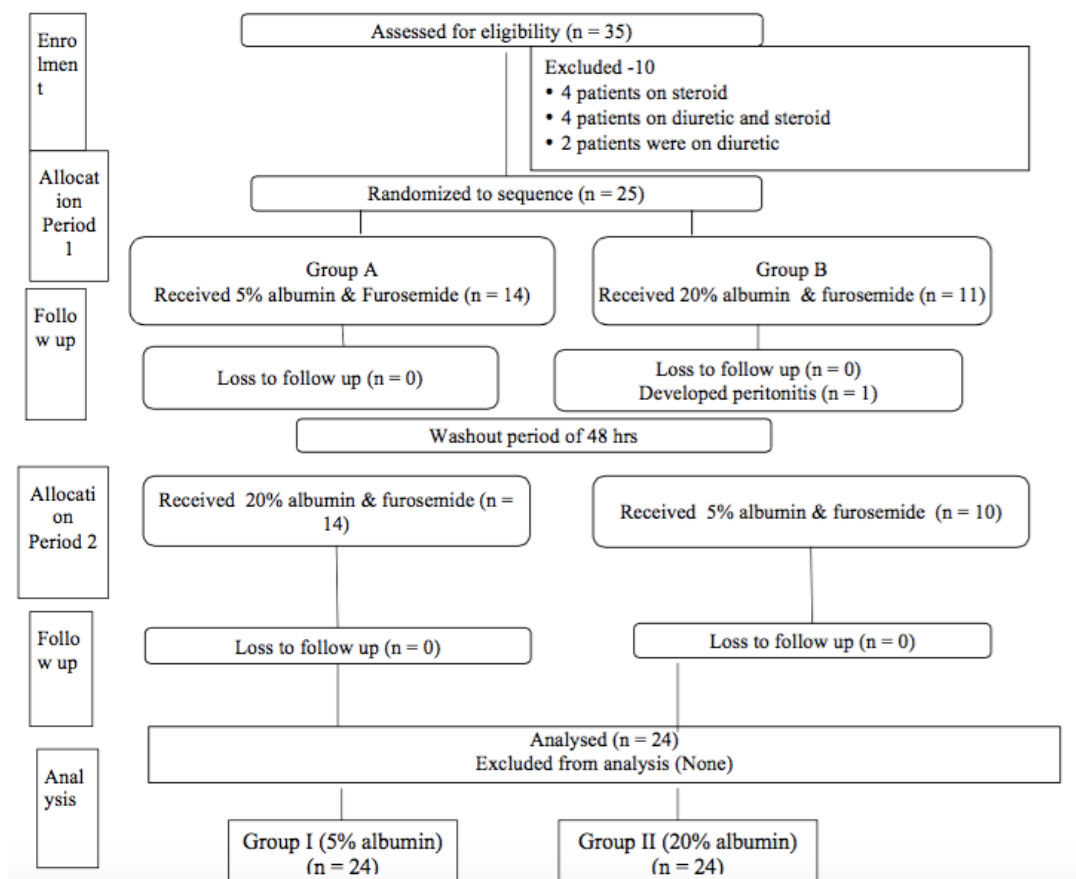 Enro
lmen
t
Assessed for eligibility (n = 35)
Excluded -10
• 4 patients on steroid
• 4 patients on diuretic and steroid
• 2 patients were on diuretic
Allocat
ion
Period
1
Randomized to sequence (n = 25)
Group A
Received 5% albumin & Furosemide (n = 14)
Group B
Received 20% albumin & furosemide (n = 11)
Follo
w up
Loss to follow up (n = 0)
Loss to follow up (n = 0)
Developed peritonitis (n = 1)
Washout period of 48 hrs
Allocati
on
Period 2
Received 20% albumin & furosemide (n =
14)
Received 5% albumin & furosemide (n = 10)
Follo
w up
Loss to follow up (n = 0)
Loss to follow up (n = 0)
Analysed (n = 24)
Excluded from analysis (None)
Anal
ysis
Group I (5% albumin)
(n = 24)
Group II (20% albumin)
(n = 24)